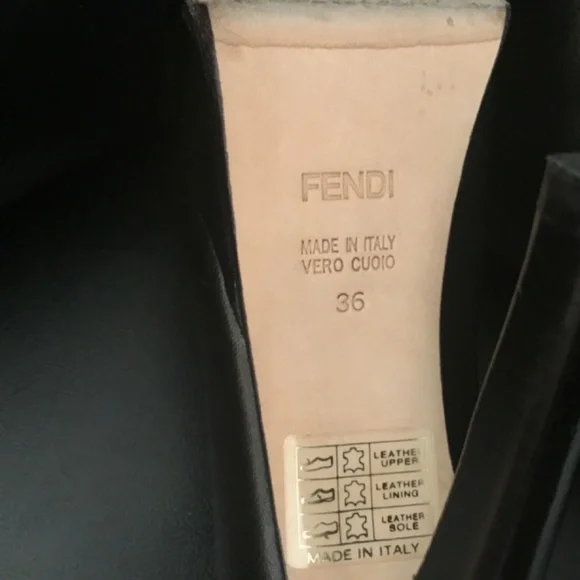 FENDI
MADE IN ITALY
VERO CUOIO
36
LEATHER
UPPER
LEATHER
LINING
LEATHER
SOLE
MADE IN ITALY